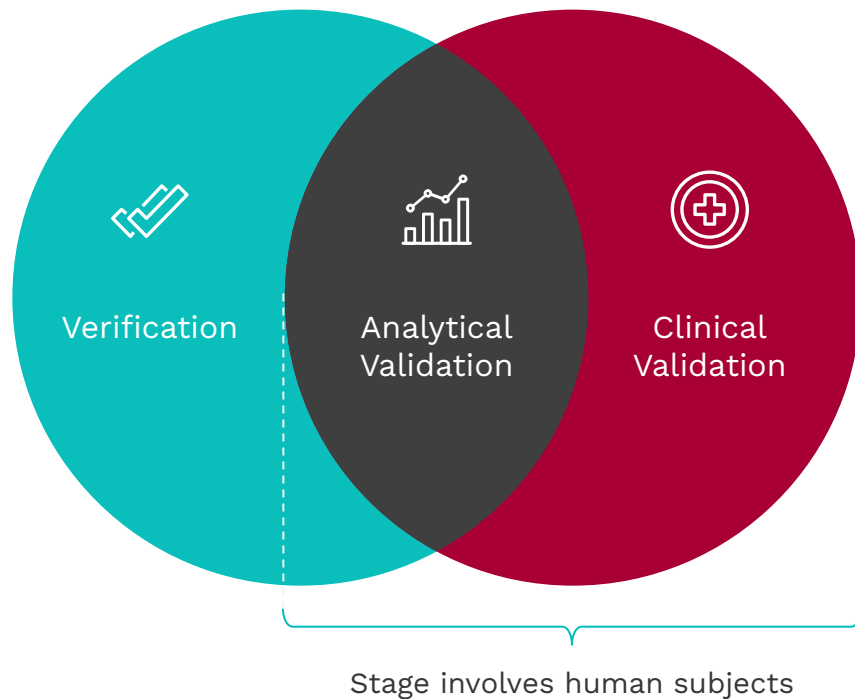 Verification
Analytical
Validation
Clinical
Validation
Stage involves human subjects